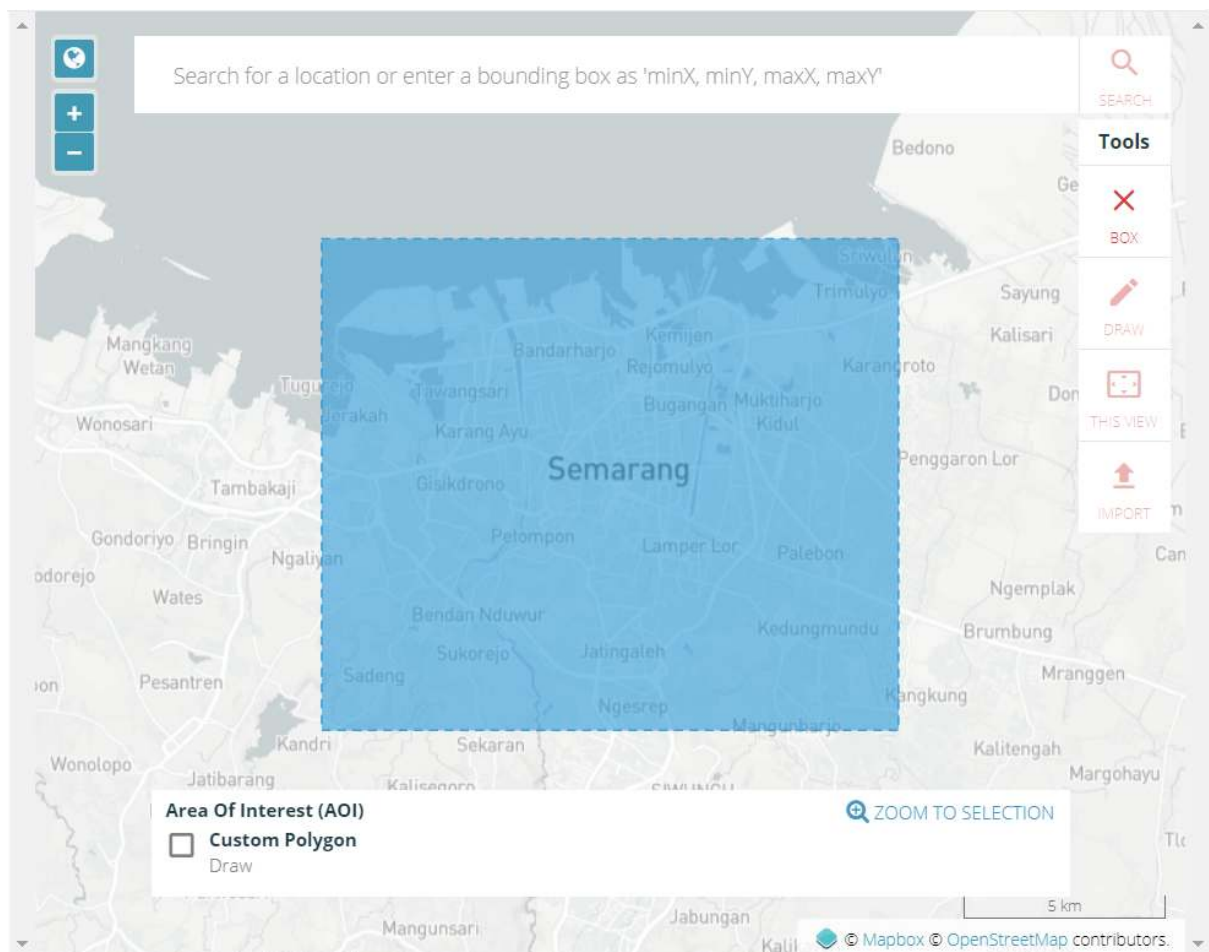 Search for a location or enter a bounding box as 'minX, minY, maxX, maxY'
SEARCH
Tools
BOX
DRAW
THIS VIEW
IMPORT
Bedono
Sriwulan
Trimulyo
Sayung
Kemijen
Kalisari
Mangkang
Wetan
Bandarharjo
Rejomulyo
Karangroto
Tugurejo
Tawangsari
Jerakah
Bugangan
Muktiharjo
Kidul
Wonosari
Karang Ayu
Semarang
Penggaron Lor
Tambakaji
Gisikdrono
Gondoriyo
Bringin
Ngaliyan
Petompon
Lamper Lor
Palebon
odorejo
Wates
Ngemplak
Bendan Nduwur
Kedungmundu
Brumbung
Sukorejo
Jatingaleh
Sadeng
Pesantren
Mranggen
Kangkung
Ngesrep
Mangunharjo
Kandri
Sekaran
Kalitengah
Wonolopo
Jatibarang
Kalisegoro
Margohayu
Area Of Interest (AOI)
ZOOM TO SELECTION
Custom Polygon
Draw
5 km
Mangunsari
Jabungan
© Mapbox © OpenStreetMap contributors.